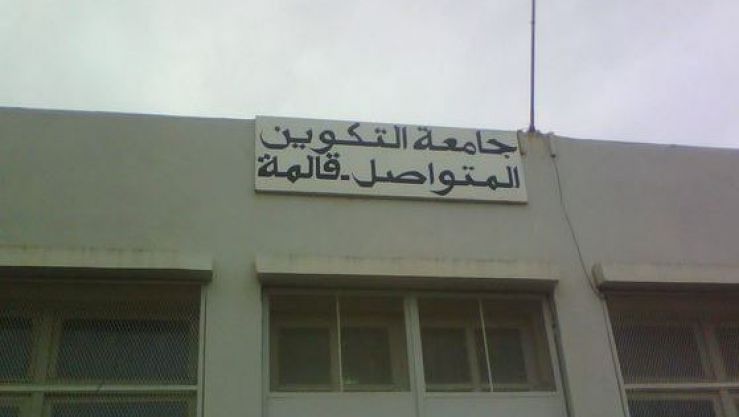 جامعة التكوين
المتواصل - قالمة